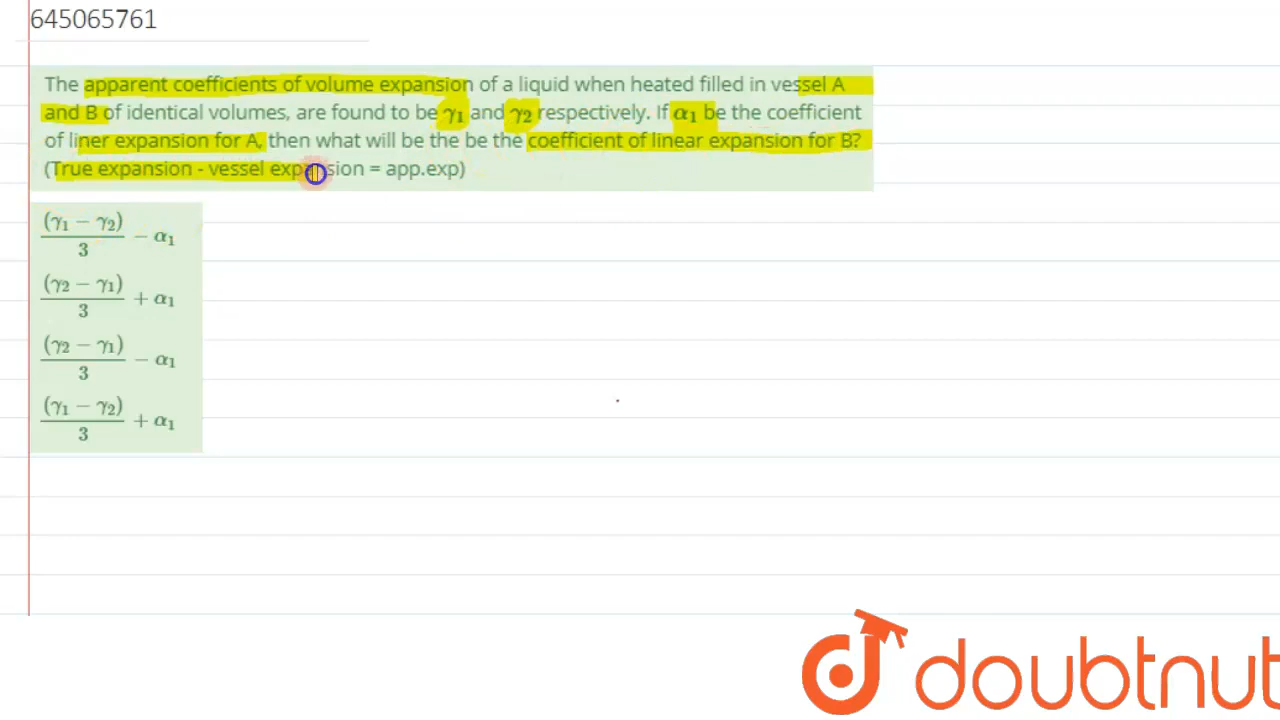 645065761
The apparent coefficients of volume expansion of a liquid when heated filled in vessel A
and B of identical volumes, are found to be γ₁ and γ₂ respectively. If α₁ be the coefficient
of liner expansion for A, then what will be the be the coefficient of linear expansion for B?
(True expansion - vessel expansion = app.exp)
(γ₁ − γ₂)/3 − α₁
(γ₂ − γ₁)/3 + α₁
(γ₂ − γ₁)/3 − α₁
(γ₁ − γ₂)/3 + α₁
doubtnut